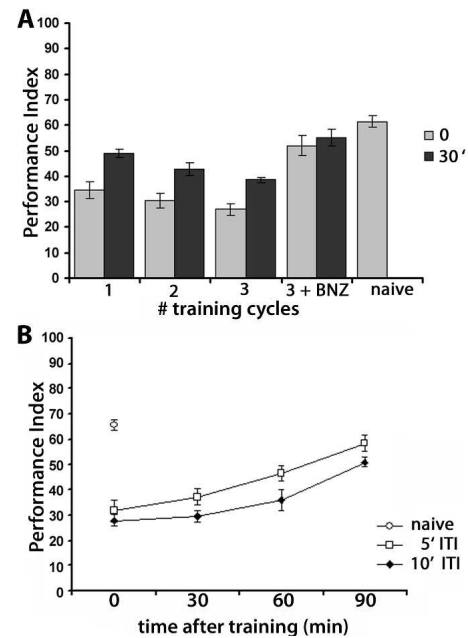 A
Performance Index
100
90
80
70
60
50
40
30
20
10
0
0
30 ‘
1 2 3 3 + BNZ naive
# training cycles
B
Performance Index
100
90
80
70
60
50
40
30
20
10
0
naive
5’ ITI
10’ ITI
0 30 60 90
time after training (min)